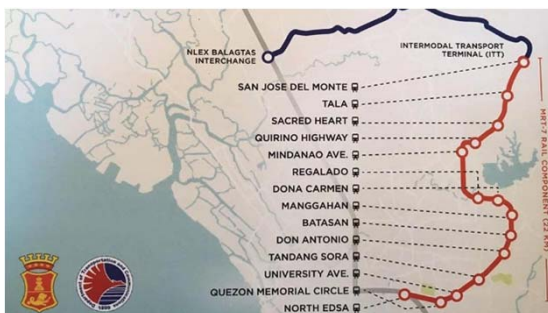 NLEX BALAGTAS
INTERCHANGE
INTERMODAL TRANSPORT
TERMINAL (ITT)
SAN JOSE DEL MONTE
TALA
SACRED HEART
QUIRINO HIGHWAY
MINDANAO AVE.
REGALADO
DONA CARMEN
MANGGAHAN
BATASAN
DON ANTONIO
TANDANG SORA
UNIVERSITY AVE.
QUEZON MEMORIAL CIRCLE
NORTH EDSA
MRT-7 RAIL COMPONENT (22 KM)